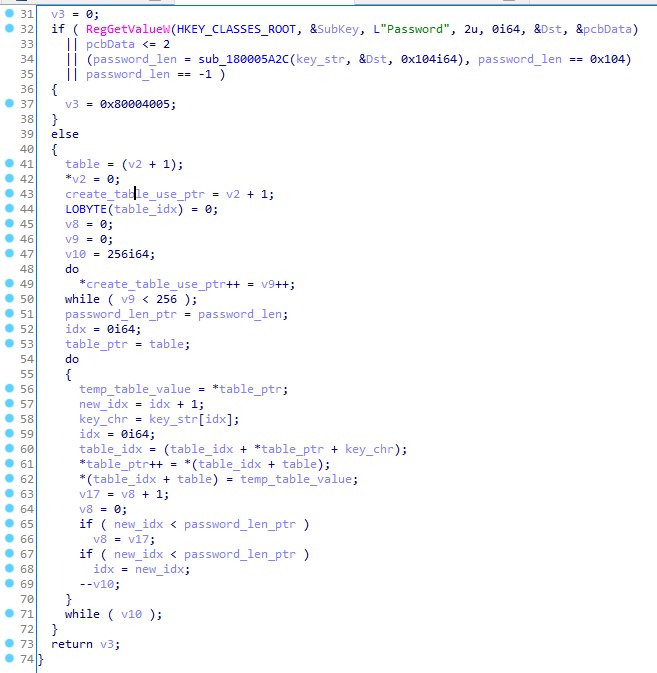 31 v3 = 0;
32 if ( RegGetValueW(HKEY_CLASSES_ROOT, &SubKey, L"Password", 2u, 0i64, &Dst, &pcbData)
33 || pcbData <= 2
34 || (password_len = sub_180005A2C(key_str, &Dst, 0x104i64), password_len == 0x104)
35 || password_len == -1 )
36 {
37 v3 = 0x80004005;
38 }
39 else
40 {
41 table = (v2 + 1);
42 *v2 = 0;
43 create_table_use_ptr = v2 + 1;
44 LOBYTE(table_idx) = 0;
45 v8 = 0;
46 v9 = 0;
47 v10 = 256i64;
48 do
49 *create_table_use_ptr++ = v9++;
50 while ( v9 < 256 );
51 password_len_ptr = password_len;
52 idx = 0i64;
53 table_ptr = table;
54 do
55 {
56 temp_table_value = *table_ptr;
57 new_idx = idx + 1;
58 key_chr = key_str[idx];
59 idx = 0i64;
60 table_idx = (table_idx + *table_ptr + key_chr);
61 *table_ptr++ = *(table_idx + table);
62 *(table_idx + table) = temp_table_value;
63 v17 = v8 + 1;
64 v8 = 0;
65 if ( new_idx < password_len_ptr )
66 v8 = v17;
67 if ( new_idx < password_len_ptr )
68 idx = new_idx;
69 --v10;
70 }
71 while ( v10 );
72 }
73 return v3;
74 }